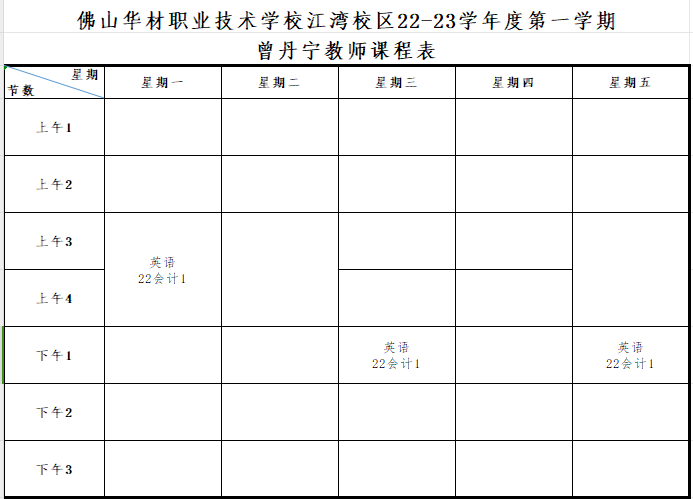 佛山华材职业技术学校江湾校区22-23学年度第一学期
曾丹宁教师课程表
星期
节数
星期一
星期二
星期三
星期四
星期五
上午1
上午2
上午3
英语
22会计1
上午4
下午1
英语
22会计1
英语
22会计1
下午2
下午3